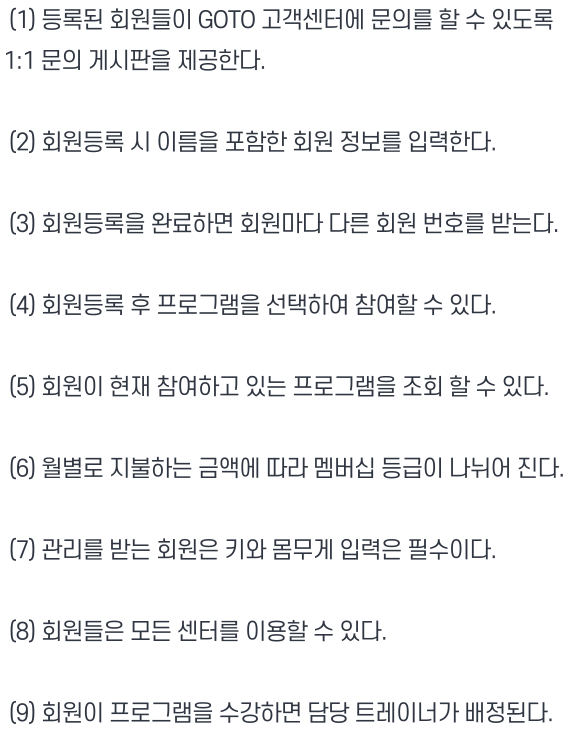 (1) 등록된 회원들이 GOTO 고객센터에 문의를 할 수 있도록
1:1 문의 게시판을 제공한다.
(2) 회원등록 시 이름을 포함한 회원 정보를 입력한다.
(3) 회원등록을 완료하면 회원마다 다른 회원 번호를 받는다.
(4) 회원등록 후 프로그램을 선택하여 참여할 수 있다.
(5) 회원이 현재 참여하고 있는 프로그램을 조회 할 수 있다.
(6) 월별로 지불하는 금액에 따라 멤버십 등급이 나뉘어 진다.
(7) 관리를 받는 회원은 키와 몸무게 입력은 필수이다.
(8) 회원들은 모든 센터를 이용할 수 있다.
(9) 회원이 프로그램을 수강하면 담당 트레이너가 배정된다.